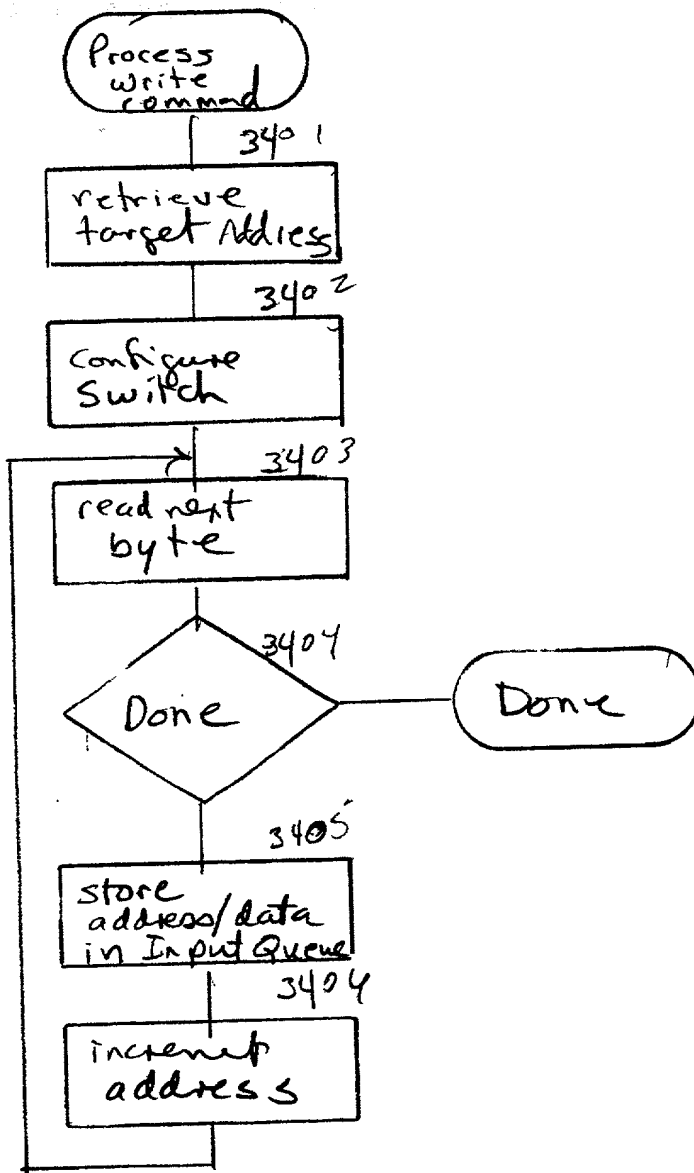 Process
write
command
3401
retrieve
target Address
3402
configure
Switch
3403
read next
byte
3404
Done
Done
3405
store
address/data
in Input Queue
3404
address